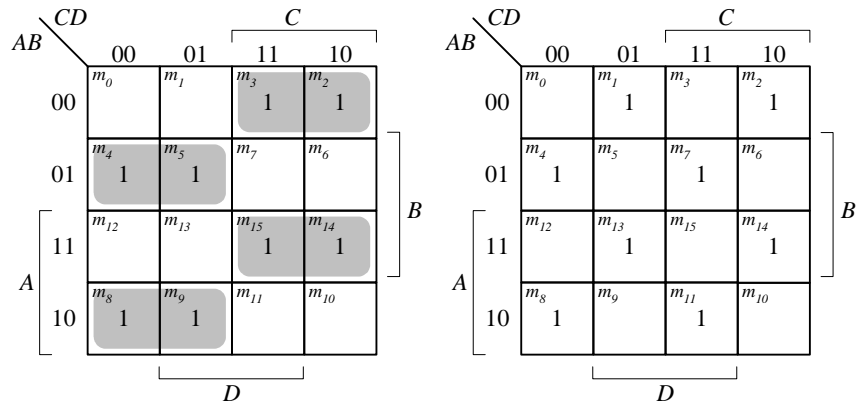 CD C
AB
00 01 11 10
00 m0 m1 m3 1 m2 1
01 m4 1 m5 1 m7 m6
11 m12 m13 m15 1 m14 1
10 m8 1 m9 1 m11 m10
A
B
D
CD C
AB
00 01 11 10
00 m0 m1 1 m3 m2 1
01 m4 1 m5 m7 1 m6
11 m12 m13 1 m15 m14 1
10 m8 1 m9 m11 1 m10
A
B
D